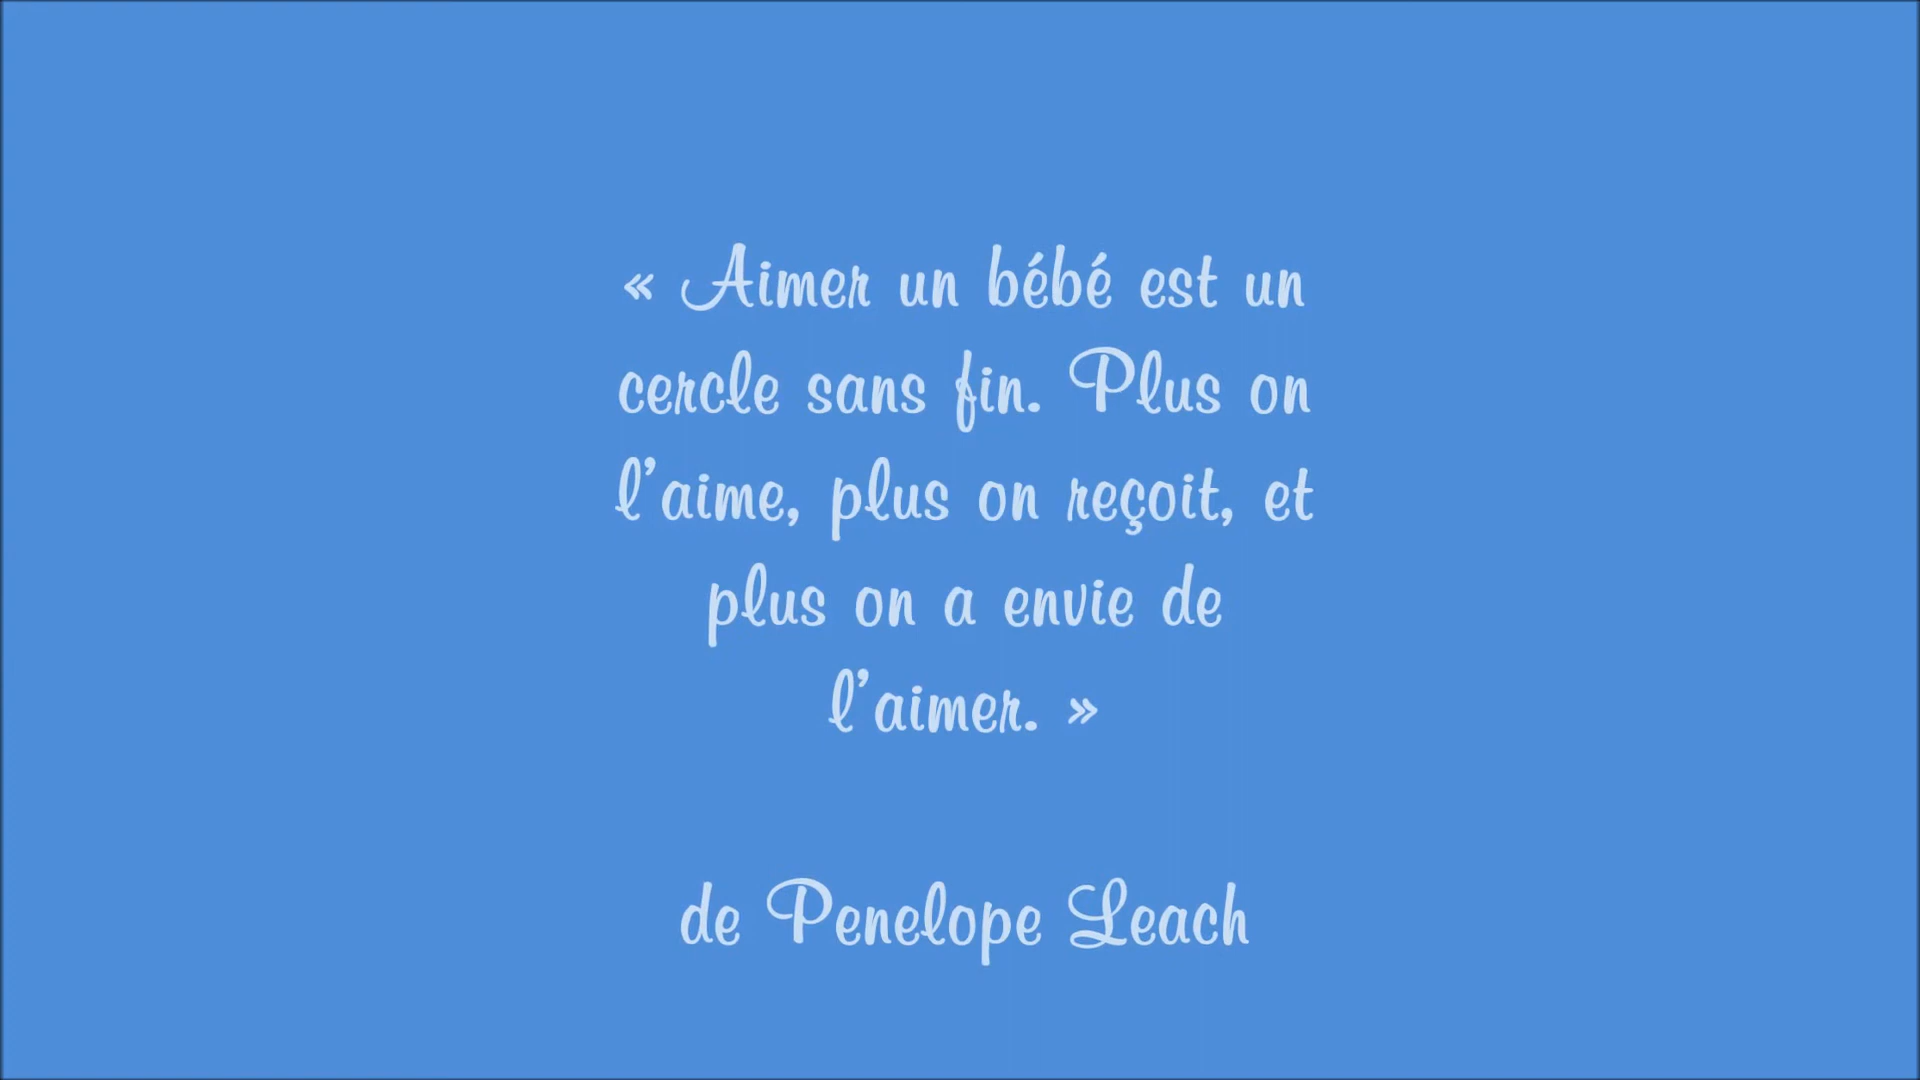 « Aimer un bébé est un
cercle sans fin. Plus on
l’aime, plus on reçoit, et
plus on a envie de
l’aimer. »
de Penelope Leach